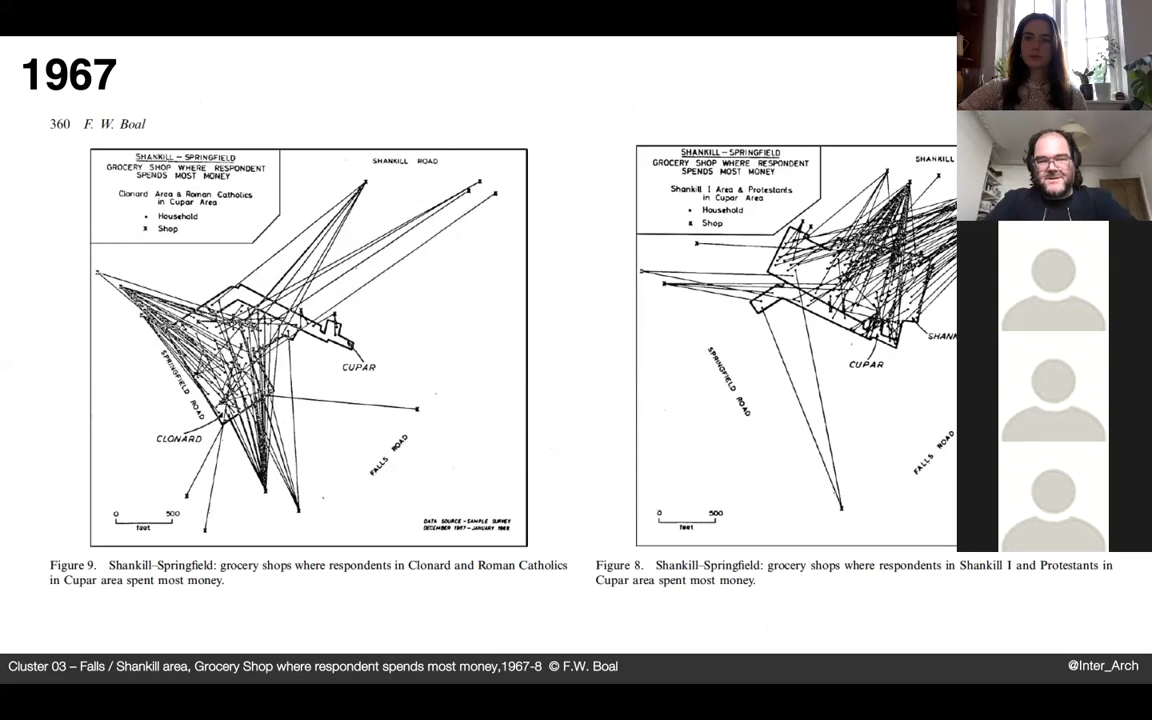 1967
360 F. W. Boal
SHANKILL – SPRINGFIELD
GROCERY SHOP WHERE RESPONDENT
SPENDS MOST MONEY
Clonard Area & Roman Catholics
in Cupar Area
• Household
x Shop
SHANKILL ROAD
CUPAR
SPRINGFIELD ROAD
CLONARD
FALLS ROAD
0 500
feet
DATA SOURCE – SAMPLE SURVEY
DECEMBER 1967 – JANUARY 1968
Figure 9. Shankill–Springfield: grocery shops where respondents in Clonard and Roman Catholics
in Cupar area spent most money.
SHANKILL – SPRINGFIELD
GROCERY SHOP WHERE RESPONDENT
SPENDS MOST MONEY
Shankill I Area & Protestants
in Cupar Area
• Household
x Shop
SHANKILL
SHAN
CUPAR
SPRINGFIELD ROAD
FALLS ROAD
0 500
feet
Figure 8. Shankill–Springfield: grocery shops where respondents in Shankill I and Protestants in
Cupar area spent most money.
Cluster 03 – Falls / Shankill area, Grocery Shop where respondent spends most money,1967-8 © F.W. Boal
@Inter_Arch